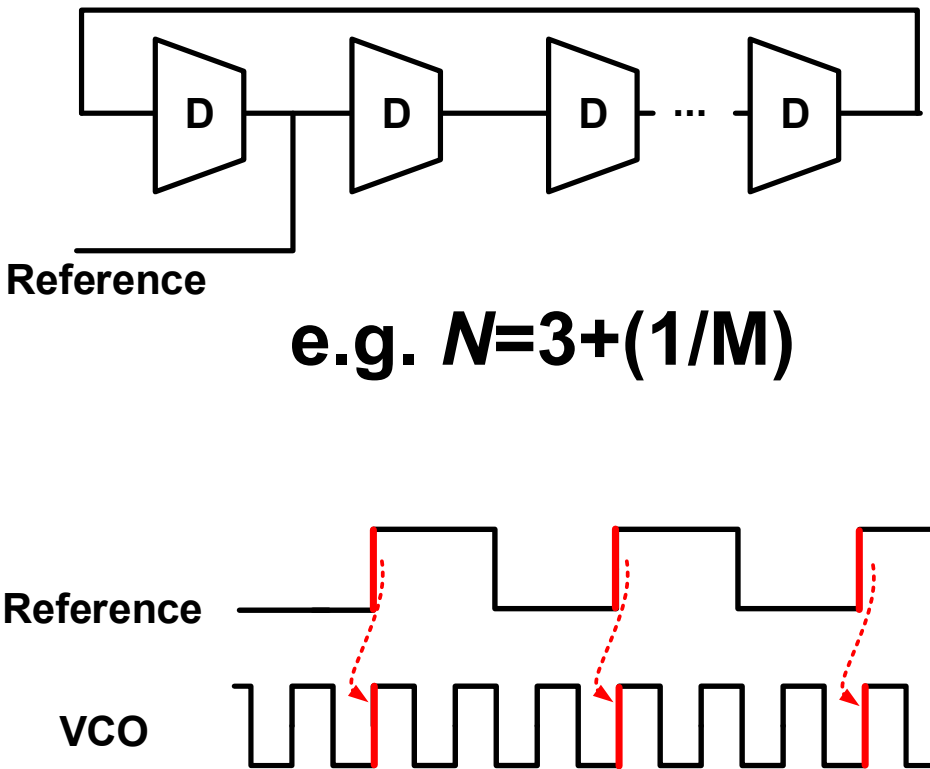 D D D ... D
Reference
e.g. N=3+(1/M)
Reference
VCO